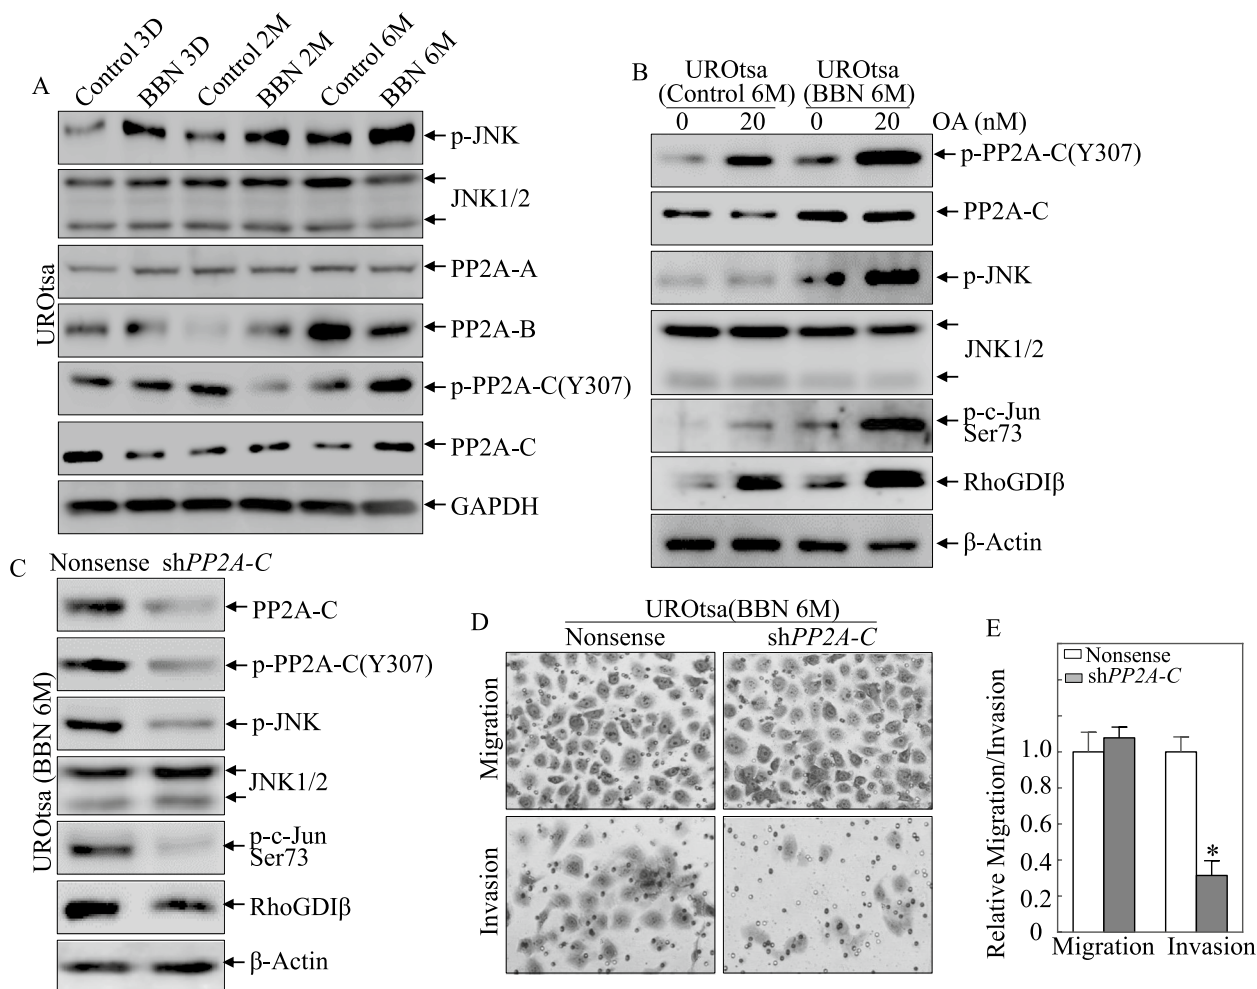 A
Control 3D
BBN 3D
Control 2M
BBN 2M
Control 6M
BBN 6M
UROtsa
p-JNK
JNK1/2
PP2A-A
PP2A-B
p-PP2A-C(Y307)
PP2A-C
GAPDH
B
UROtsa
(Control 6M)
UROtsa
(BBN 6M)
0 20 0 20 OA (nM)
p-PP2A-C(Y307)
PP2A-C
p-JNK
JNK1/2
p-c-Jun
Ser73
RhoGDIβ
β-Actin
C
Nonsense shPP2A-C
UROtsa (BBN 6M)
PP2A-C
p-PP2A-C(Y307)
p-JNK
JNK1/2
p-c-Jun
Ser73
RhoGDIβ
β-Actin
D
UROtsa(BBN 6M)
Nonsense shPP2A-C
Migration
Invasion
E
Nonsense
shPP2A-C
Relative Migration/Invasion
1.0
0.8
0.6
0.4
0.2
0
*
Migration Invasion